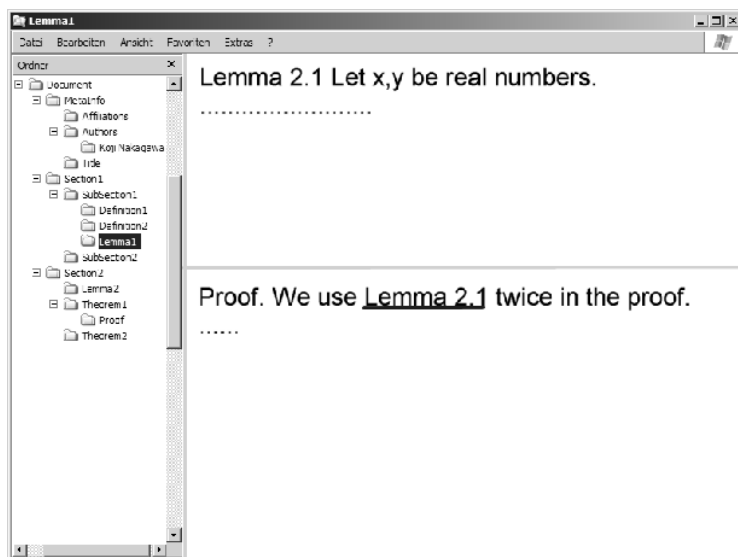 Lemma1
Datei Bearbeiten Ansicht Favoriten Extras ?
Ordner
Document
MetaInfo
Affiliations
Authors
Koji Nakagawa
Title
Section1
SubSection1
Definition1
Definition2
Lemma1
SubSection2
Section2
Lemma2
Theorem1
Proof
Theorem2
Lemma 2.1 Let x,y be real numbers.
........................
Proof. We use Lemma 2.1 twice in the proof.
......